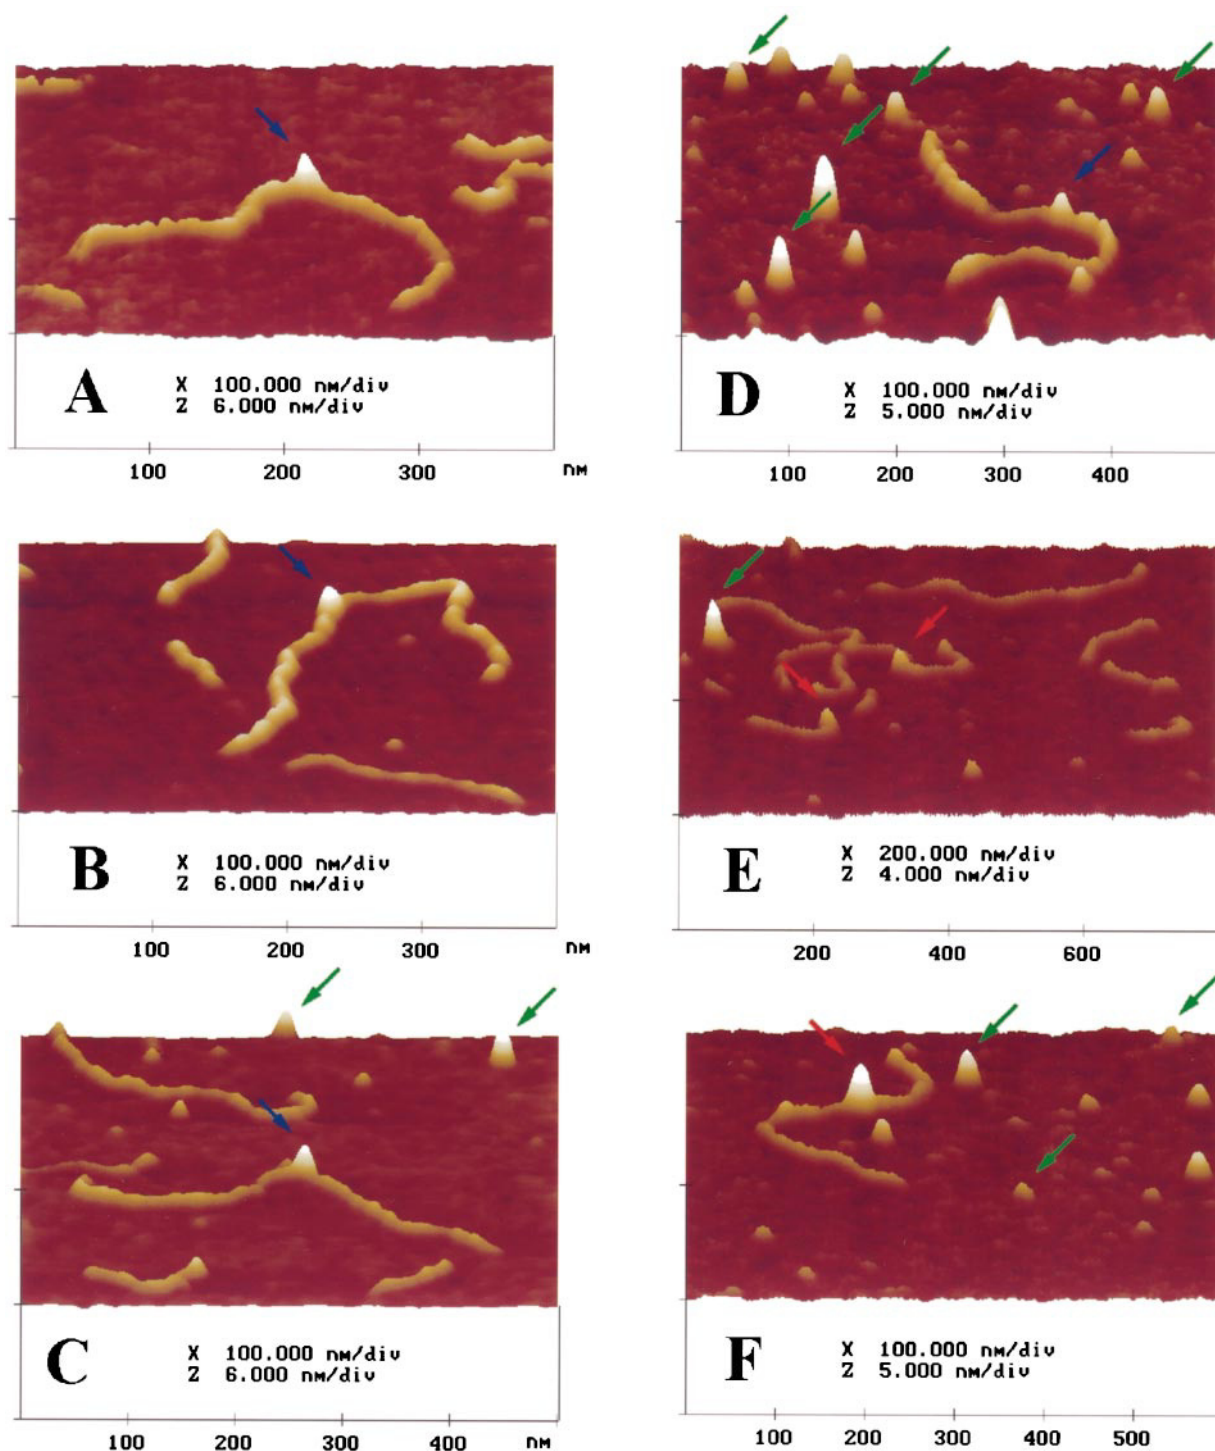 A
X 100.000 nm/div
Z 6.000 nm/div
100 200 300 nm
B
X 100.000 nm/div
Z 6.000 nm/div
100 200 300 nm
C
X 100.000 nm/div
Z 6.000 nm/div
100 200 300 400 nm
D
X 100.000 nm/div
Z 5.000 nm/div
100 200 300 400
E
X 200.000 nm/div
Z 4.000 nm/div
200 400 600
F
X 100.000 nm/div
Z 5.000 nm/div
100 200 300 400 500